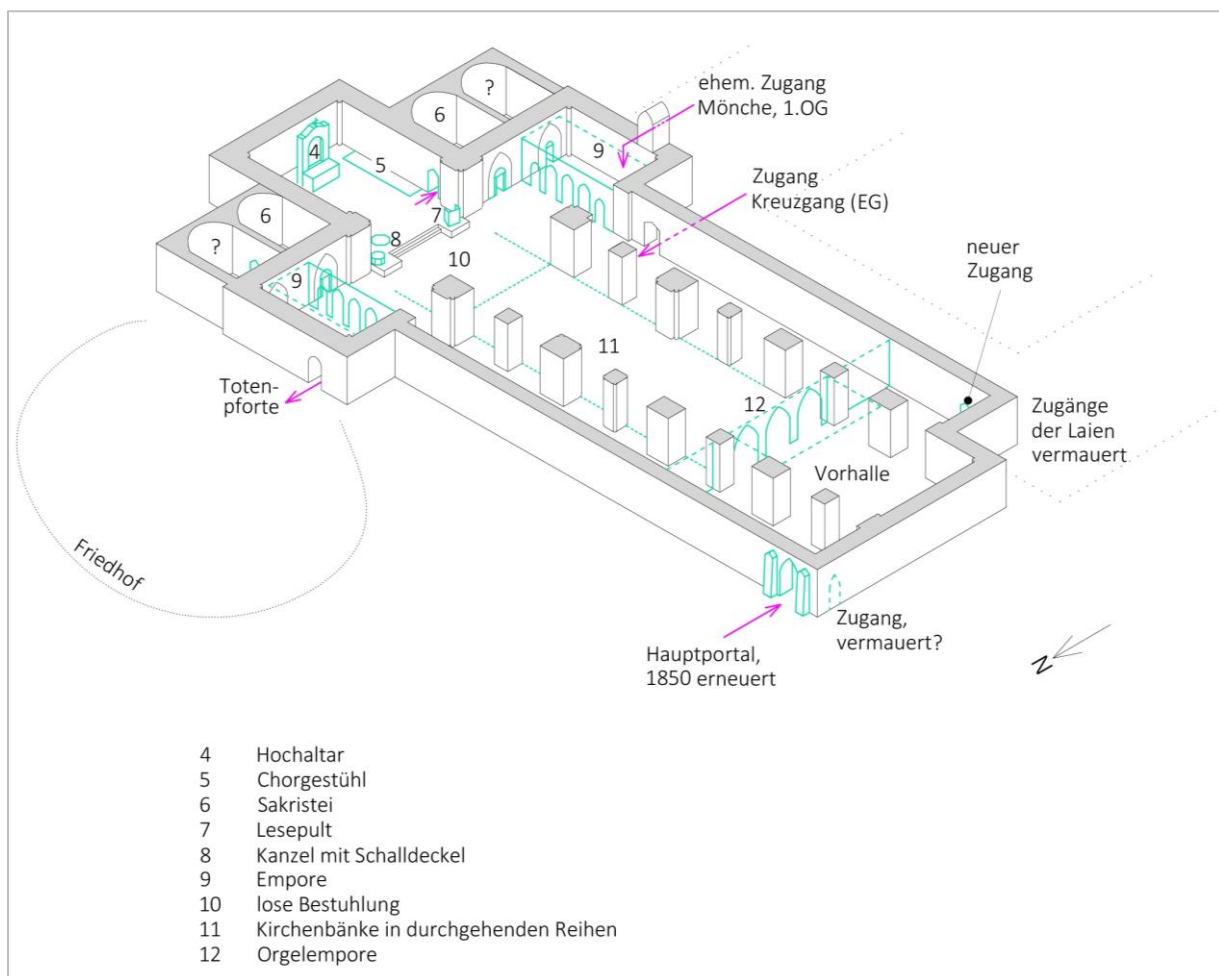 ?
6
ehem. Zugang
Mönche, 1.OG
4
5
9
Zugang
Kreuzgang (EG)
6
7
?
8
neuer
Zugang
9
10
11
Toten-
pforte
12
Zugänge
der Laien
vermauert
Vorhalle
Friedhof
Zugang,
vermauert?
Hauptportal,
1850 erneuert
N
4 Hochaltar
5 Chorgestühl
6 Sakristei
7 Lesepult
8 Kanzel mit Schalldeckel
9 Empore
10 lose Bestuhlung
11 Kirchenbänke in durchgehenden Reihen
12 Orgelempore